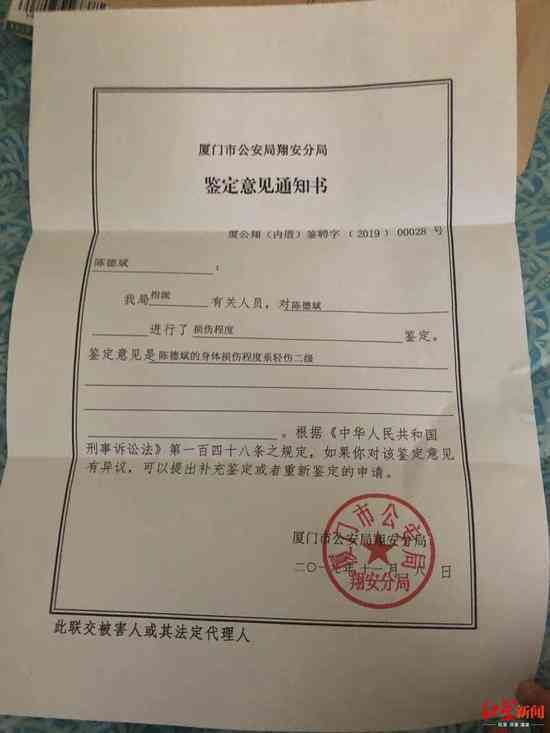 厦门市公安局翔安分局
鉴定意见通知书
厦公翔（内厝）鉴聘字〔2019〕00028 号
陈德斌：
我局指派有关人员，对陈德斌
进行了损伤程度鉴定。
鉴定意见是陈德斌的身体损伤程度系轻伤二级
。根据《中华人民共和国
刑事诉讼法》第一百四十八条之规定，如果你对该鉴定意见
有异议，可以提出补充鉴定或者重新鉴定的申请。
厦门市公安局翔安分局
二〇一九年十一月八日
厦门市公安局
翔安分局
此联交被害人或其法定代理人
红星新闻